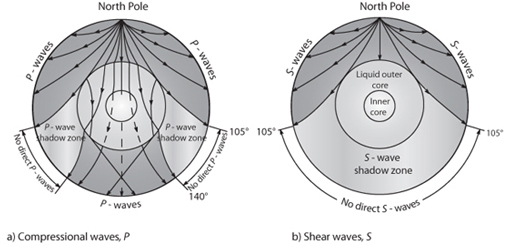 North Pole
P - waves
P - waves
P - wave
shadow zone
P - wave
shadow zone
105°
No direct P - waves
No direct P - waves
140°
P - waves
a) Compressional waves, P
North Pole
S- waves
S- waves
Liquid outer
core
Inner
core
105°
105°
S - wave
shadow zone
No direct S - waves
b) Shear waves, S